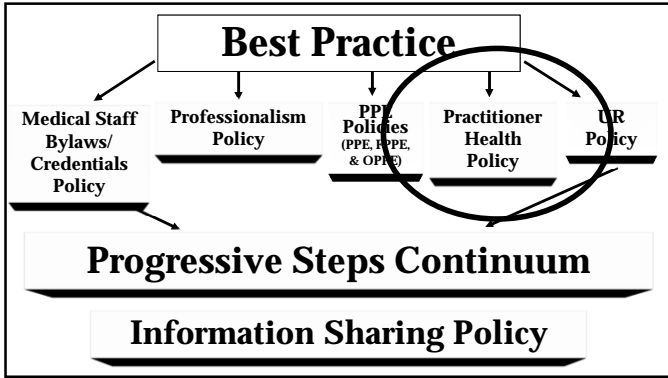 Best Practice
Medical Staff
Bylaws/
Credentials
Policy
Professionalism
Policy
PPE
Policies
(PPE, FPPE,
& OPPE)
Practitioner
Health
Policy
UR
Policy
Progressive Steps Continuum
Information Sharing Policy